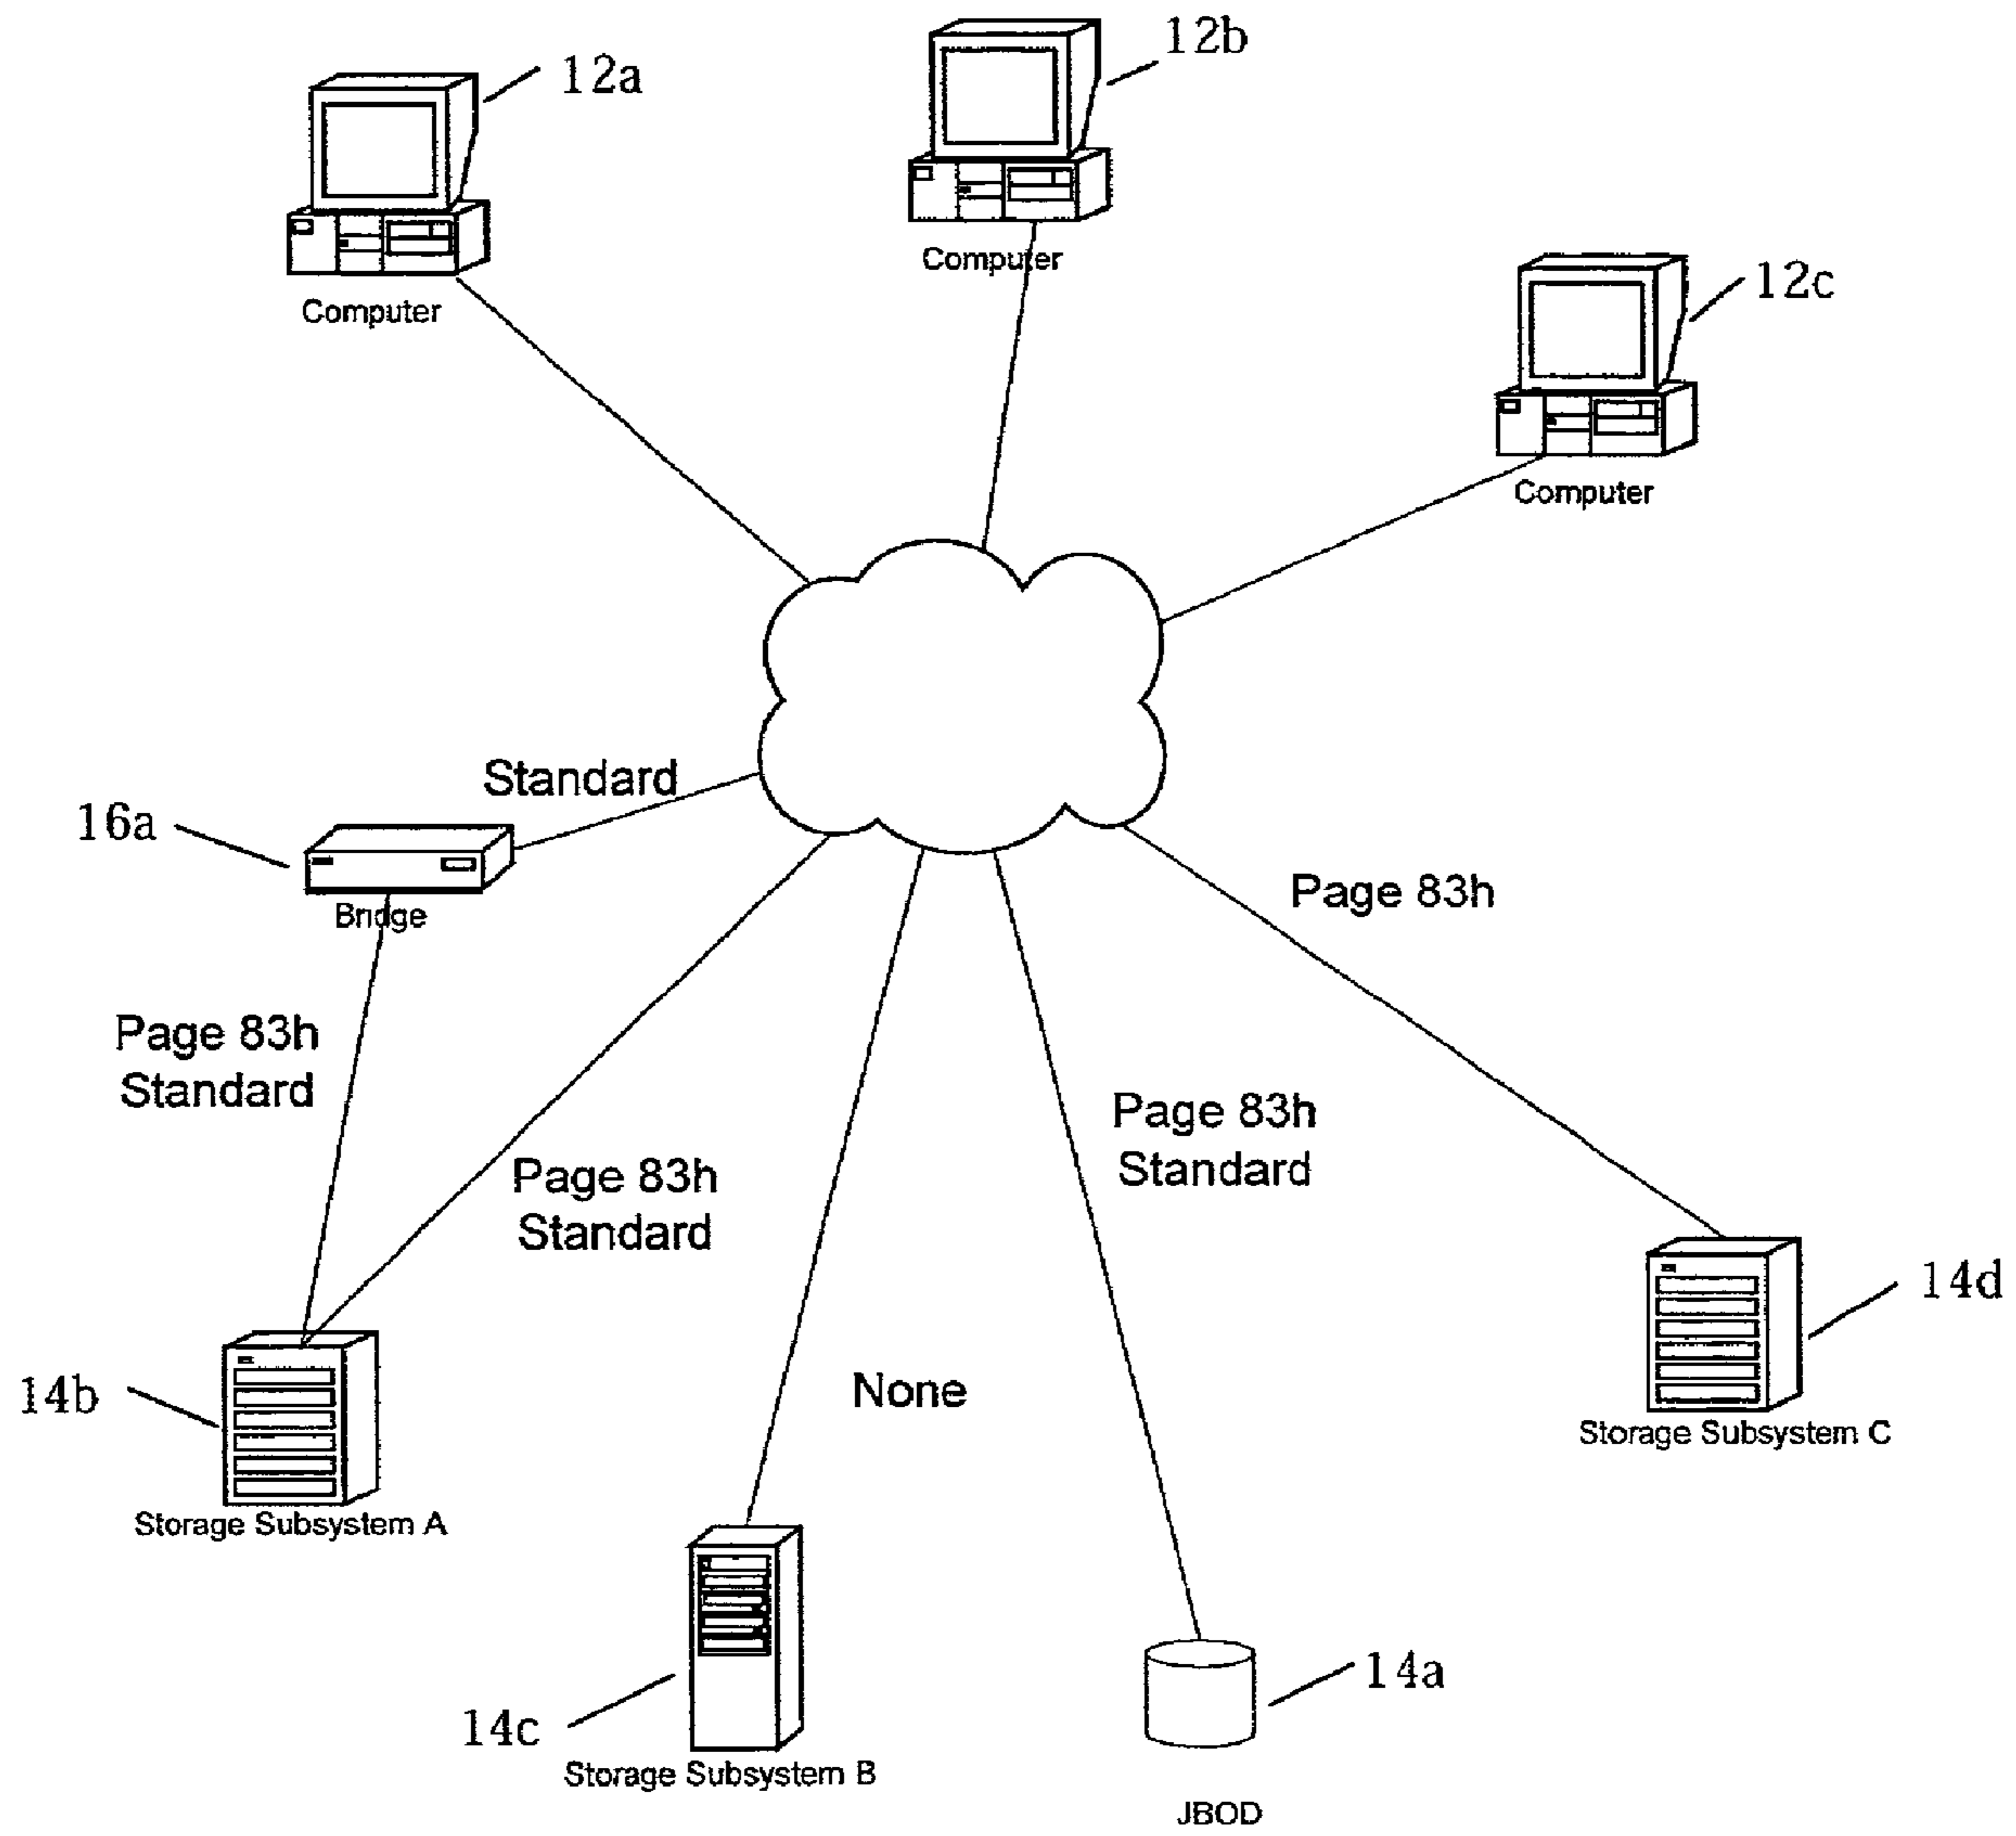 12a
12b
Computer
Computer
12c
Computer
Standard
16a
Bridge
Page 83h
Page 83h
Standard
Page 83h
Standard
Page 83h
Standard
14d
None
14b
Storage Subsystem C
Storage Subsystem A
14a
14c
Storage Subsystem B
JBOD